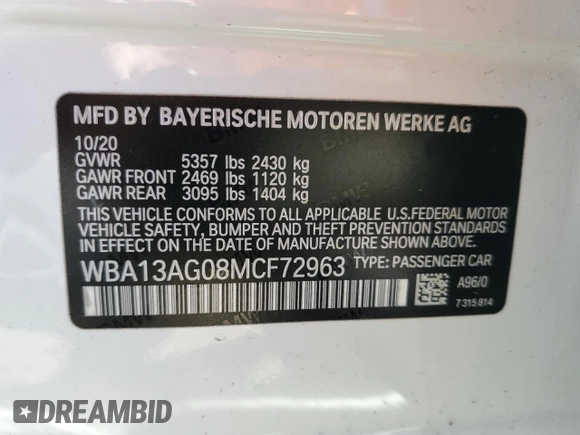 MFD BY BAYERISCHE MOTOREN WERKE AG
10/20
GVWR 5357 lbs 2430 kg
GAWR FRONT 2469 lbs 1120 kg
GAWR REAR 3095 lbs 1404 kg
THIS VEHICLE CONFORMS TO ALL APPLICABLE U.S.FEDERAL MOTOR
VEHICLE SAFETY, BUMPER AND THEFT PREVENTION STANDARDS
IN EFFECT ON THE DATE OF MANUFACTURE SHOWN ABOVE.
WBA13AG08MCF72963 TYPE: PASSENGER CAR
A96/0
7 315 814
DREAMBID